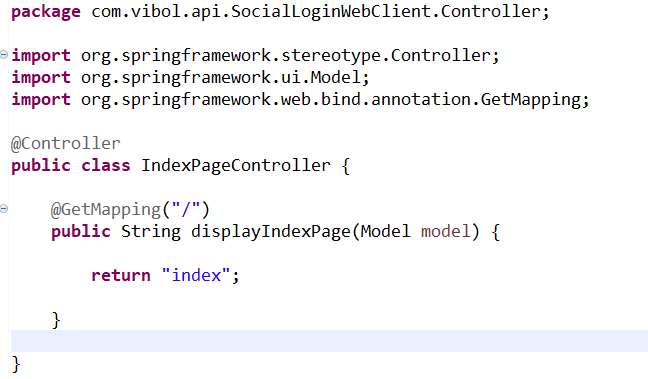 package com.vibol.api.SocialLoginWebClient.Controller;
import org.springframework.stereotype.Controller;
import org.springframework.ui.Model;
import org.springframework.web.bind.annotation.GetMapping;
@Controller
public class IndexPageController {
@GetMapping("/")
public String displayIndexPage(Model model) {
return "index";
}
}